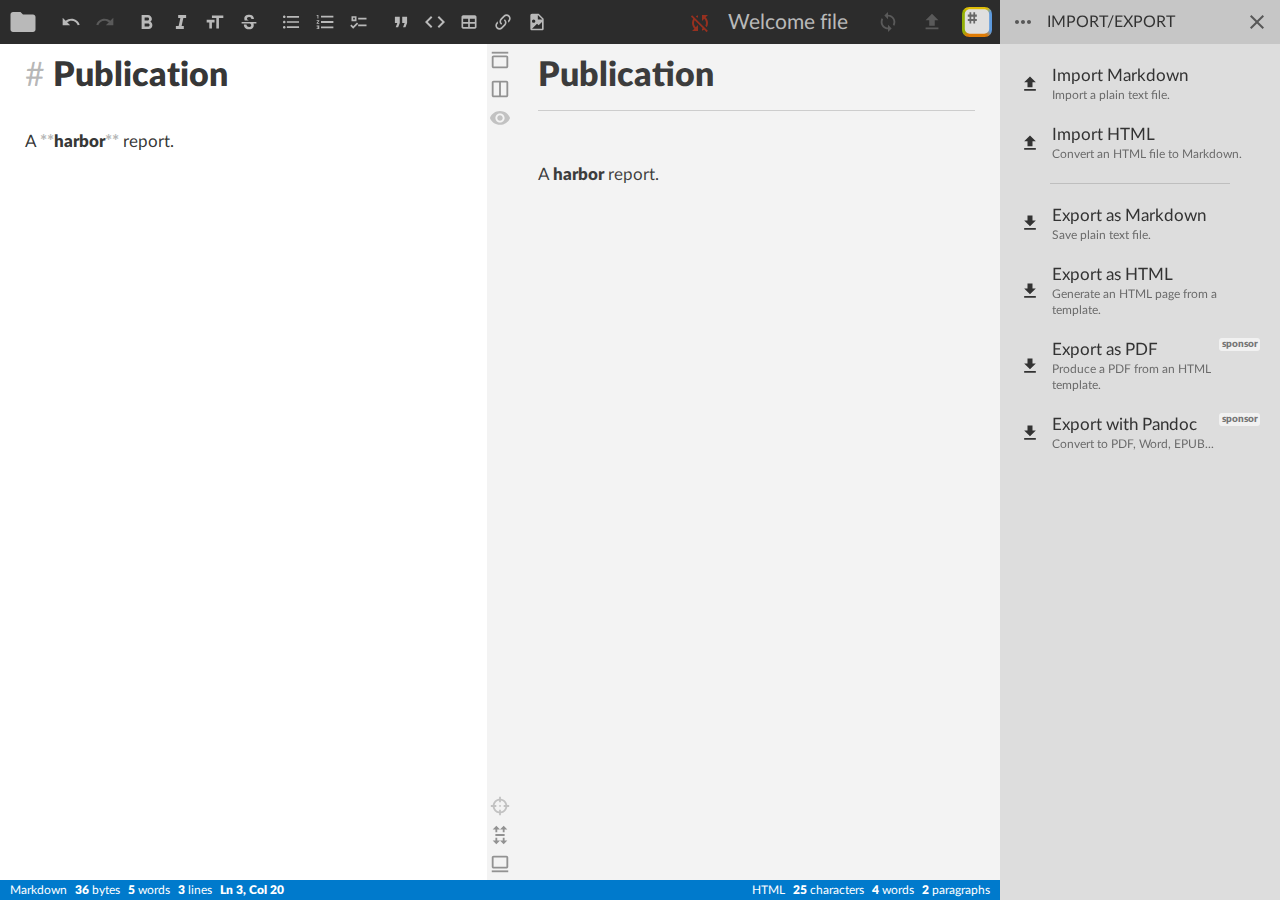 Welcome file
IMPORT/EXPORT
# Publication
A **harbor** report.
Publication
A harbor report.
Import Markdown
Import a plain text file.
Import HTML
Convert an HTML file to Markdown.
Export as Markdown
Save plain text file.
Export as HTML
Generate an HTML page from a
template.
Export as PDF
sponsor
Produce a PDF from an HTML
template.
Export with Pandoc
sponsor
Convert to PDF, Word, EPUB...
Markdown 36 bytes 5 words 3 lines Ln 3, Col 20
HTML 25 characters 4 words 2 paragraphs